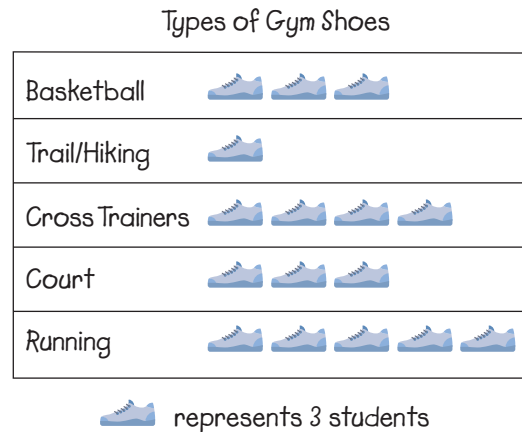 Types of Gym Shoes
Basketball
Trail/Hiking
Cross Trainers
Court
Running
represents 3 students